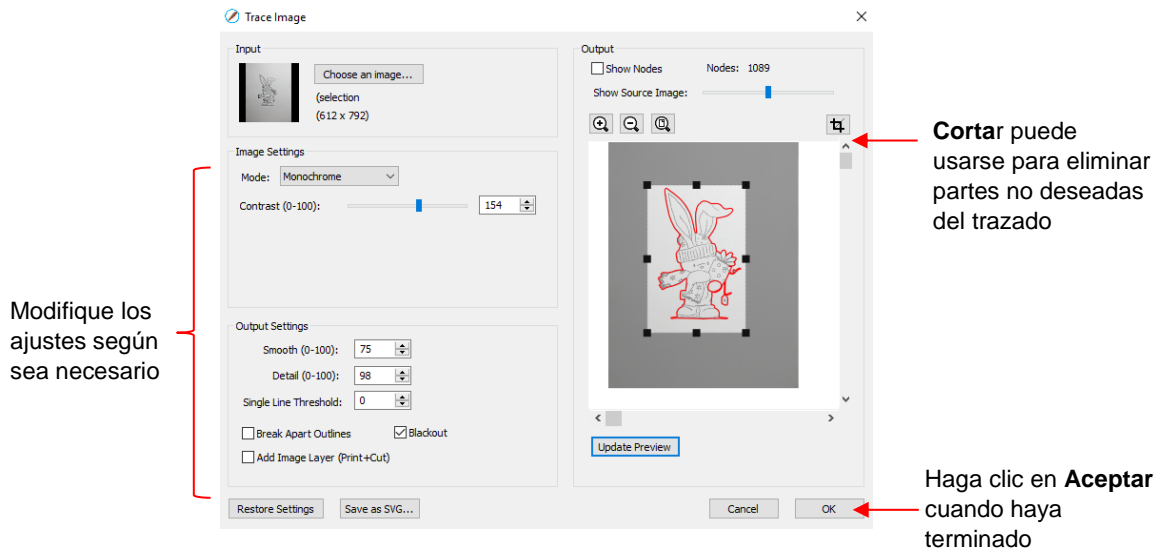 Trace Image
Input
Choose an image...
(selection
(612 x 792)
Image Settings
Mode: Monochrome
Contrast (0-100): 154
Output Settings
Smooth (0-100): 75
Detail (0-100): 98
Single Line Threshold: 0
Break Apart Outlines Blackout
Add Image Layer (Print+Cut)
Restore Settings Save as SVG...
Output
Show Nodes Nodes: 1089
Show Source Image:
Update Preview
Cancel OK
Modifique los
ajustes según
sea necesario
Cortar puede
usarse para eliminar
partes no deseadas
del trazado
Haga clic en Aceptar
cuando haya
terminado